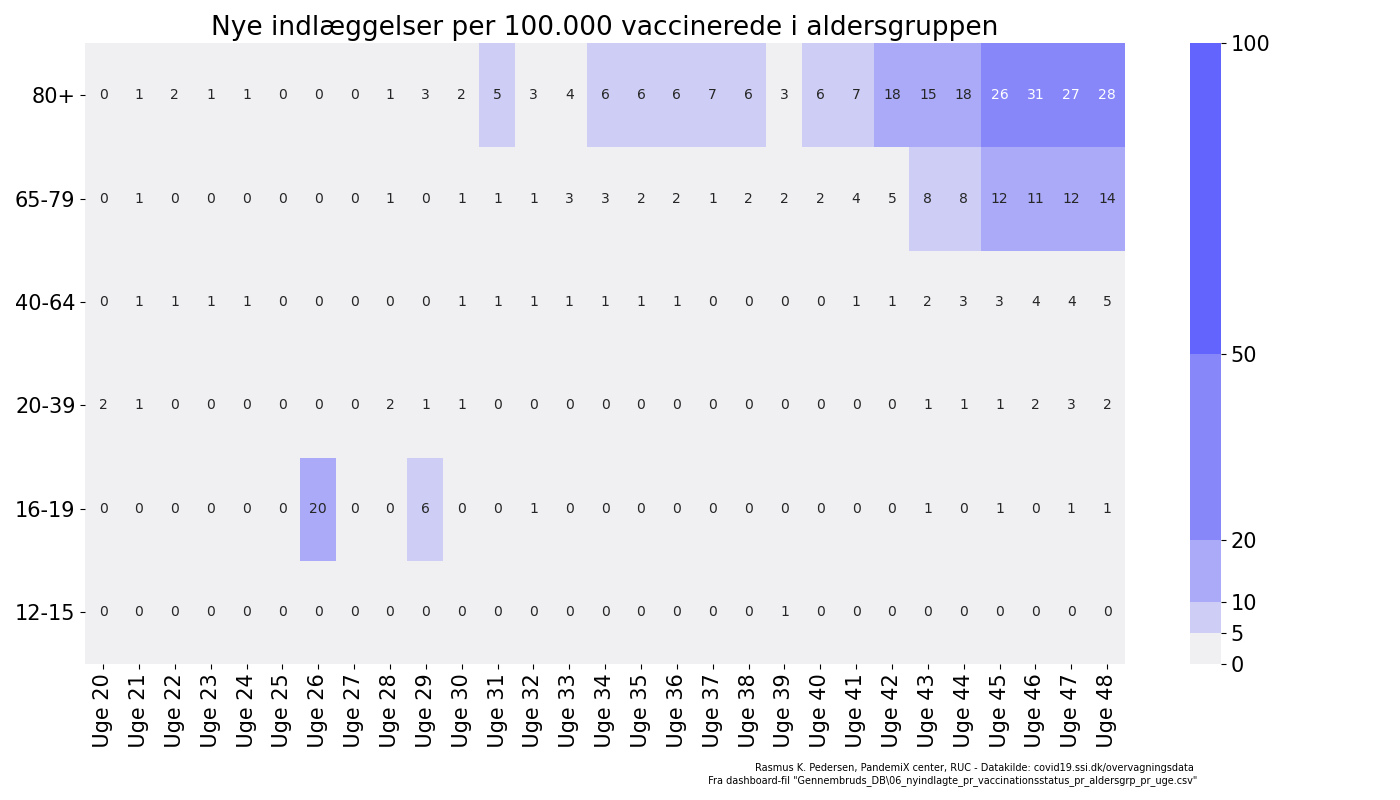 Nye indlæggelser per 100.000 vaccinerede i aldersgruppen
80+ 0 1 2 1 1 0 0 0 1 3 2 5 3 4 6 6 6 7 6 3 6 7 18 15 18 26 31 27 28
65-79 0 1 0 0 0 0 0 0 1 0 1 1 1 3 3 2 2 1 2 2 2 4 5 8 8 12 11 12 14
40-64 0 1 1 1 1 0 0 0 0 0 1 1 1 1 1 1 1 0 0 0 0 1 1 2 3 3 4 4 5
20-39 2 1 0 0 0 0 0 0 2 1 1 0 0 0 0 0 0 0 0 0 0 0 0 1 1 1 2 3 2
16-19 0 0 0 0 0 0 20 0 0 6 0 0 1 0 0 0 0 0 0 0 0 0 0 1 0 1 0 1 1
12-15 0 0 0 0 0 0 0 0 0 0 0 0 0 0 0 0 0 0 0 1 0 0 0 0 0 0 0 0 0
Uge 20 Uge 21 Uge 22 Uge 23 Uge 24 Uge 25 Uge 26 Uge 27 Uge 28 Uge 29 Uge 30 Uge 31 Uge 32 Uge 33 Uge 34 Uge 35 Uge 36 Uge 37 Uge 38 Uge 39 Uge 40 Uge 41 Uge 42 Uge 43 Uge 44 Uge 45 Uge 46 Uge 47 Uge 48
100
50
20
10
5
0
Rasmus K. Pedersen, PandemiX center, RUC - Datakilde: covid19.ssi.dk/overvagningsdata
Fra dashboard-fil "Gennembruds_DB\06_nyindlagte_pr_vaccinationsstatus_pr_aldersgrp_pr_uge.csv"